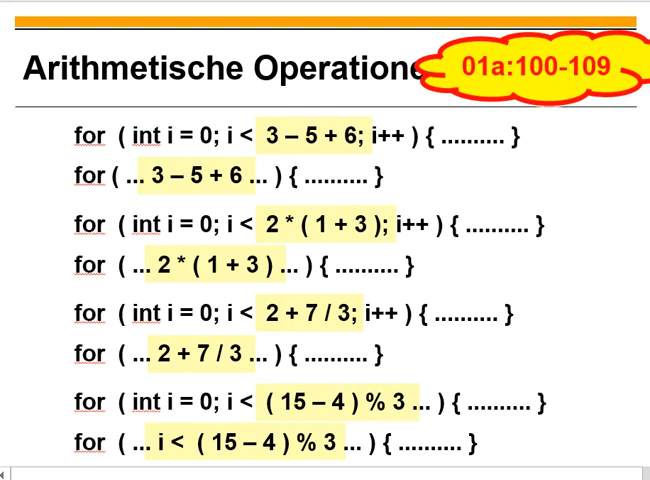 Arithmetische Operatione
01a:100-109
for ( int i = 0; i < 3 – 5 + 6; i++ ) { .......... }
for ( ... 3 – 5 + 6 ... ) { .......... }
for ( int i = 0; i < 2 * ( 1 + 3 ); i++ ) { .......... }
for ( ... 2 * ( 1 + 3 ) ... ) { .......... }
for ( int i = 0; i < 2 + 7 / 3; i++ ) { .......... }
for ( ... 2 + 7 / 3 ... ) { .......... }
for ( int i = 0; i < ( 15 – 4 ) % 3 ... ) { .......... }
for ( ... i < ( 15 – 4 ) % 3 ... ) { .......... }